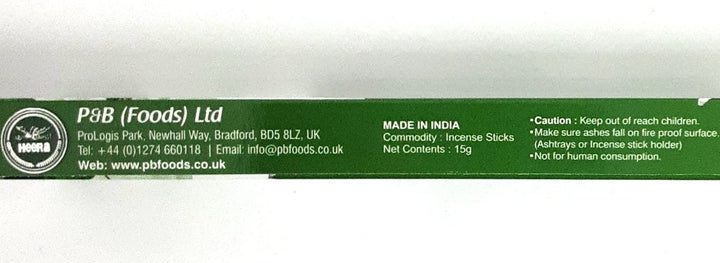 HEERA
P&B (Foods) Ltd
ProLogis Park, Newhall Way, Bradford, BD5 8LZ, UK
Tel: +44 (0)1274 660118 | Email: info@pbfoods.co.uk
Web: www.pbfoods.co.uk
MADE IN INDIA
Commodity : Incense Sticks
Net Contents : 15g
•Caution : Keep out of reach children.
•Make sure ashes fall on fire proof surface.
(Ashtrays or Incense stick holder)
•Not for human consumption.